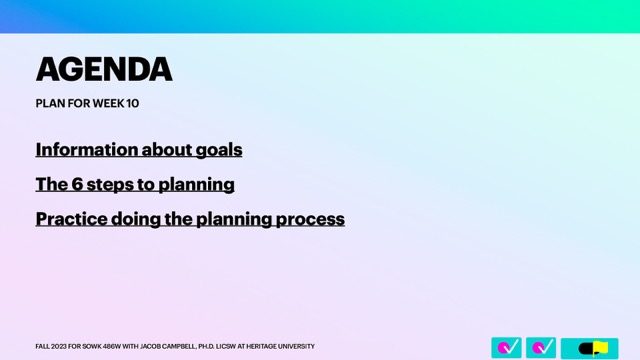 AGENDA
PLAN FOR WEEK 10
Information about goals
The 6 steps to planning
Practice doing the planning process
FALL 2023 FOR SOWK 486W WITH JACOB CAMPBELL, PH.D. LICSW AT HERITAGE UNIVERSITY